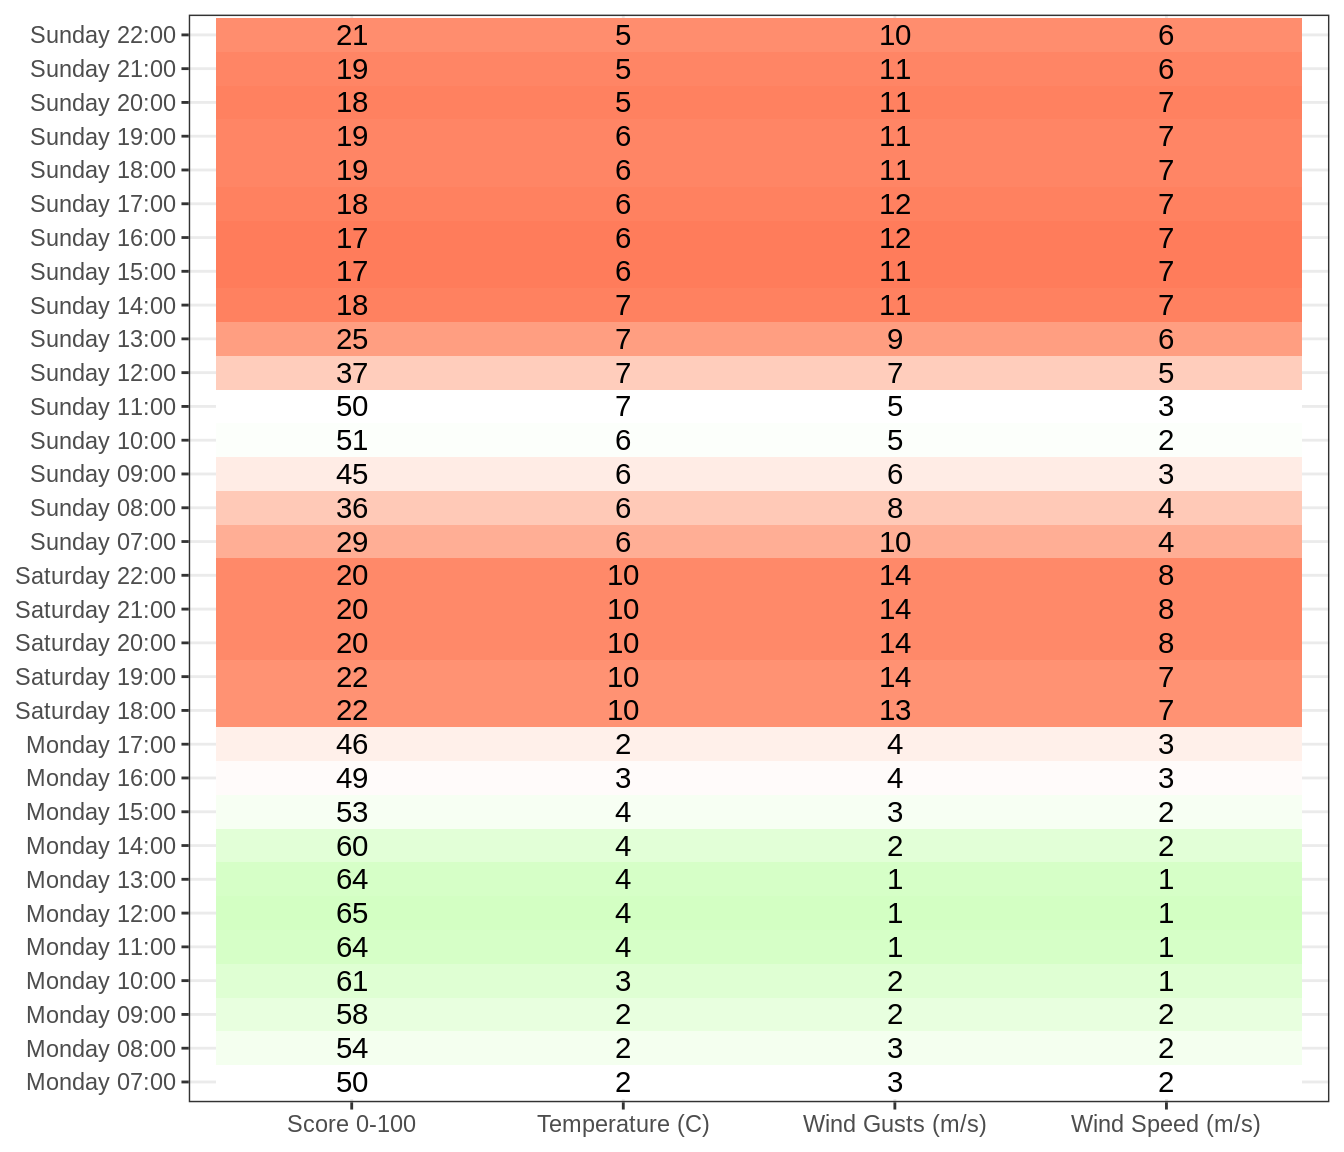 Sunday 22:00 21 5 10 6
Sunday 21:00 19 5 11 6
Sunday 20:00 18 5 11 7
Sunday 19:00 19 6 11 7
Sunday 18:00 19 6 11 7
Sunday 17:00 18 6 12 7
Sunday 16:00 17 6 12 7
Sunday 15:00 17 6 11 7
Sunday 14:00 18 7 11 7
Sunday 13:00 25 7 9 6
Sunday 12:00 37 7 7 5
Sunday 11:00 50 7 5 3
Sunday 10:00 51 6 5 2
Sunday 09:00 45 6 6 3
Sunday 08:00 36 6 8 4
Sunday 07:00 29 6 10 4
Saturday 22:00 20 10 14 8
Saturday 21:00 20 10 14 8
Saturday 20:00 20 10 14 8
Saturday 19:00 22 10 14 7
Saturday 18:00 22 10 13 7
Monday 17:00 46 2 4 3
Monday 16:00 49 3 4 3
Monday 15:00 53 4 3 2
Monday 14:00 60 4 2 2
Monday 13:00 64 4 1 1
Monday 12:00 65 4 1 1
Monday 11:00 64 4 1 1
Monday 10:00 61 3 2 1
Monday 09:00 58 2 2 2
Monday 08:00 54 2 3 2
Monday 07:00 50 2 3 2
Score 0-100 Temperature (C) Wind Gusts (m/s) Wind Speed (m/s)